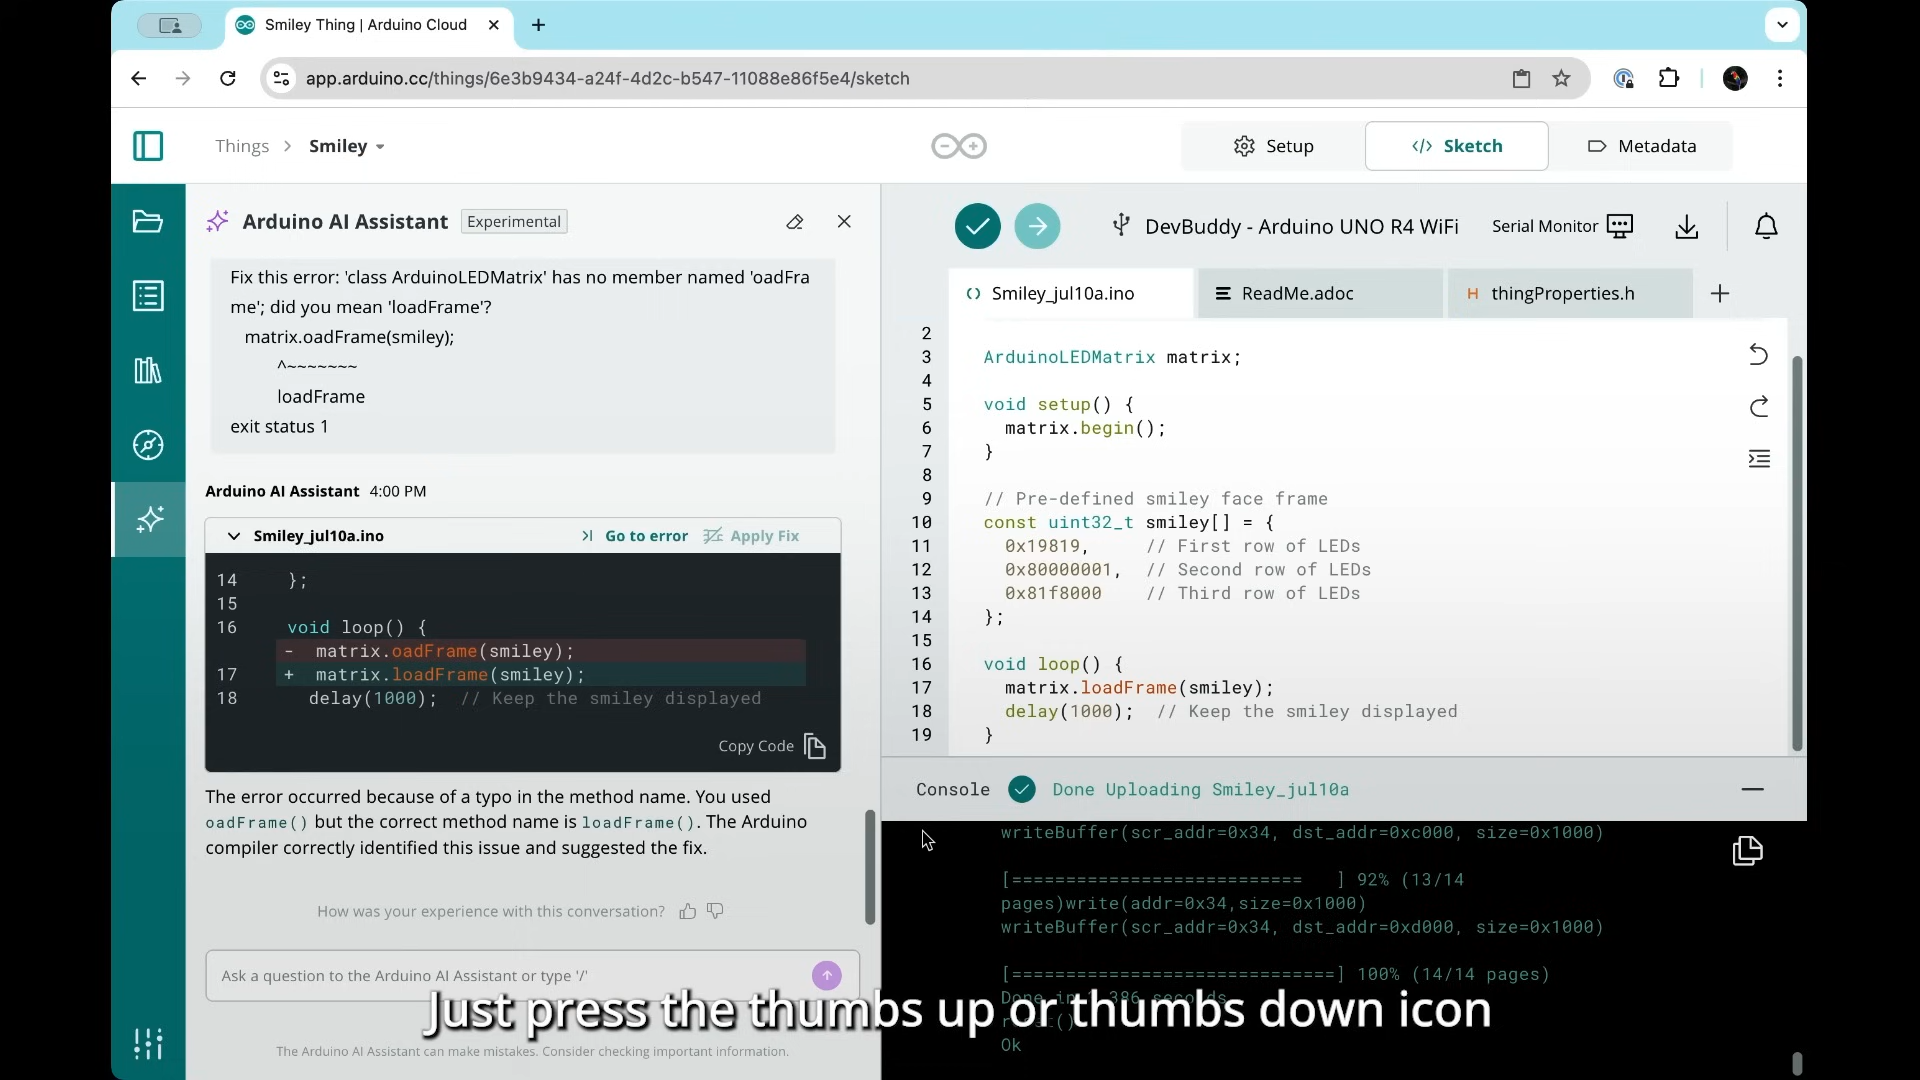 Smiley Thing | Arduino Cloud
app.arduino.cc/things/6e3b9434-a24f-4d2c-b547-11088e86f5e4/sketch
Things > Smiley
Setup
</> Sketch
Metadata
Arduino AI Assistant Experimental
Fix this error: 'class ArduinoLEDMatrix' has no member named 'oadFra
me'; did you mean 'loadFrame'?
matrix.oadFrame(smiley);
^~~~~~~~
loadFrame
exit status 1
Arduino AI Assistant 4:00 PM
Smiley_jul10a.ino
Go to error
Apply Fix
14 };
15
16 void loop() {
- matrix.oadFrame(smiley);
17 + matrix.loadFrame(smiley);
18 delay(1000); // Keep the smiley displayed
Copy Code
The error occurred because of a typo in the method name. You used
oadFrame() but the correct method name is loadFrame(). The Arduino
compiler correctly identified this issue and suggested the fix.
How was your experience with this conversation?
Ask a question to the Arduino AI Assistant or type '/'
The Arduino AI Assistant can make mistakes. Consider checking important information.
DevBuddy - Arduino UNO R4 WiFi
Serial Monitor
Smiley_jul10a.ino
ReadMe.adoc
H thingProperties.h
2
3 ArduinoLEDMatrix matrix;
4
5 void setup() {
6 matrix.begin();
7 }
8
9 // Pre-defined smiley face frame
10 const uint32_t smiley[] = {
11 0x19819, // First row of LEDs
12 0x80000001, // Second row of LEDs
13 0x81f8000 // Third row of LEDs
14 };
15
16 void loop() {
17 matrix.loadFrame(smiley);
18 delay(1000); // Keep the smiley displayed
19 }
Console Done Uploading Smiley_jul10a
writeBuffer(scr_addr=0x34, dst_addr=0xc000, size=0x1000)
[=========================== ] 92% (13/14
pages)write(addr=0x34,size=0x1000)
writeBuffer(scr_addr=0x34, dst_addr=0xd000, size=0x1000)
[==============================] 100% (14/14 pages)
Done in seconds
Ok
Just press the thumbs up or thumbs down icon